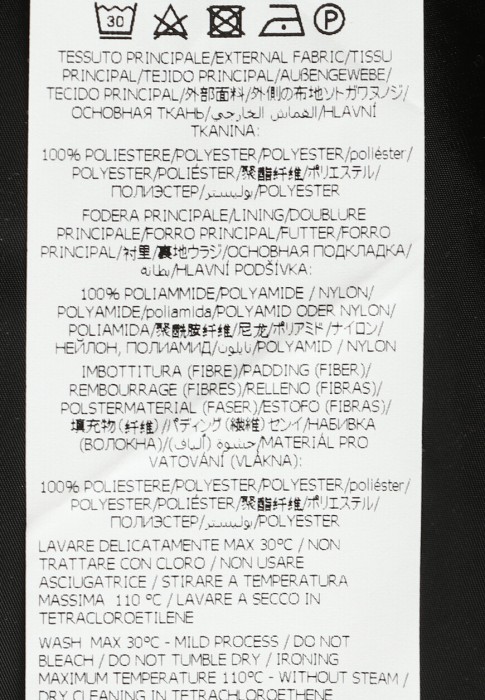 30 P
TESSUTO PRINCIPALE/EXTERNAL FABRIC/TISSU
PRINCIPAL/TEJIDO PRINCIPAL/AUßENGEWEBE/
TECIDO PRINCIPAL/外部面料/外側の布地ソトガワヌノジ/
ОСНОВНАЯ ТКАНЬ/القماش الخارجي/HLAVNÍ
TKANINA:
100% POLIESTERE/POLYESTER/POLYESTER/poliéster/
POLYESTER/POLIÉSTER/聚酯纤维/ポリエステル/
ПОЛИЭСТЕР/بوليستر/POLYESTER
FODERA PRINCIPALE/LINING/DOUBLURE
PRINCIPALE/FORRO PRINCIPAL/FUTTER/FORRO
PRINCIPAL/衬里/裏地ウラジ/ОСНОВНАЯ ПОДКЛАДКА/
بطانه/HLAVNÍ PODŠÍVKA:
100% POLIAMMIDE/POLYAMIDE / NYLON/
POLYAMIDE/poliamida/POLYAMID ODER NYLON/
POLIAMIDA/聚酰胺纤维/尼龙/ポリアミド/ナイロン/
НЕЙЛОН, ПОЛИАМИД/نايلون/POLYAMID / NYLON
IMBOTTITURA (FIBRE)/PADDING (FIBER)/
REMBOURRAGE (FIBRES)/RELLENO (FIBRAS)/
POLSTERMATERIAL (FASER)/ESTOFO (FIBRAS)/
填充物(纤维)/パディング(繊維)センイ/НАБИВКА
(ВОЛОКНА)/حشوة (ألياف)/MATERIÁL PRO
VATOVÁNÍ (VLÁKNA):
100% POLIESTERE/POLYESTER/POLYESTER/poliéster/
POLYESTER/POLIÉSTER/聚酯纤维/ポリエステル/
ПОЛИЭСТЕР/بوليستر/POLYESTER
LAVARE DELICATAMENTE MAX 30°C / NON
TRATTARE CON CLORO / NON USARE
ASCIUGATRICE / STIRARE A TEMPERATURA
MASSIMA 110 °C / LAVARE A SECCO IN
TETRACLOROETILENE
WASH MAX 30°C - MILD PROCESS / DO NOT
BLEACH / DO NOT TUMBLE DRY / IRONING
MAXIMUM TEMPERATURE 110°C - WITHOUT STEAM /
DRY CLEANING IN TETRACHLOROETHENE